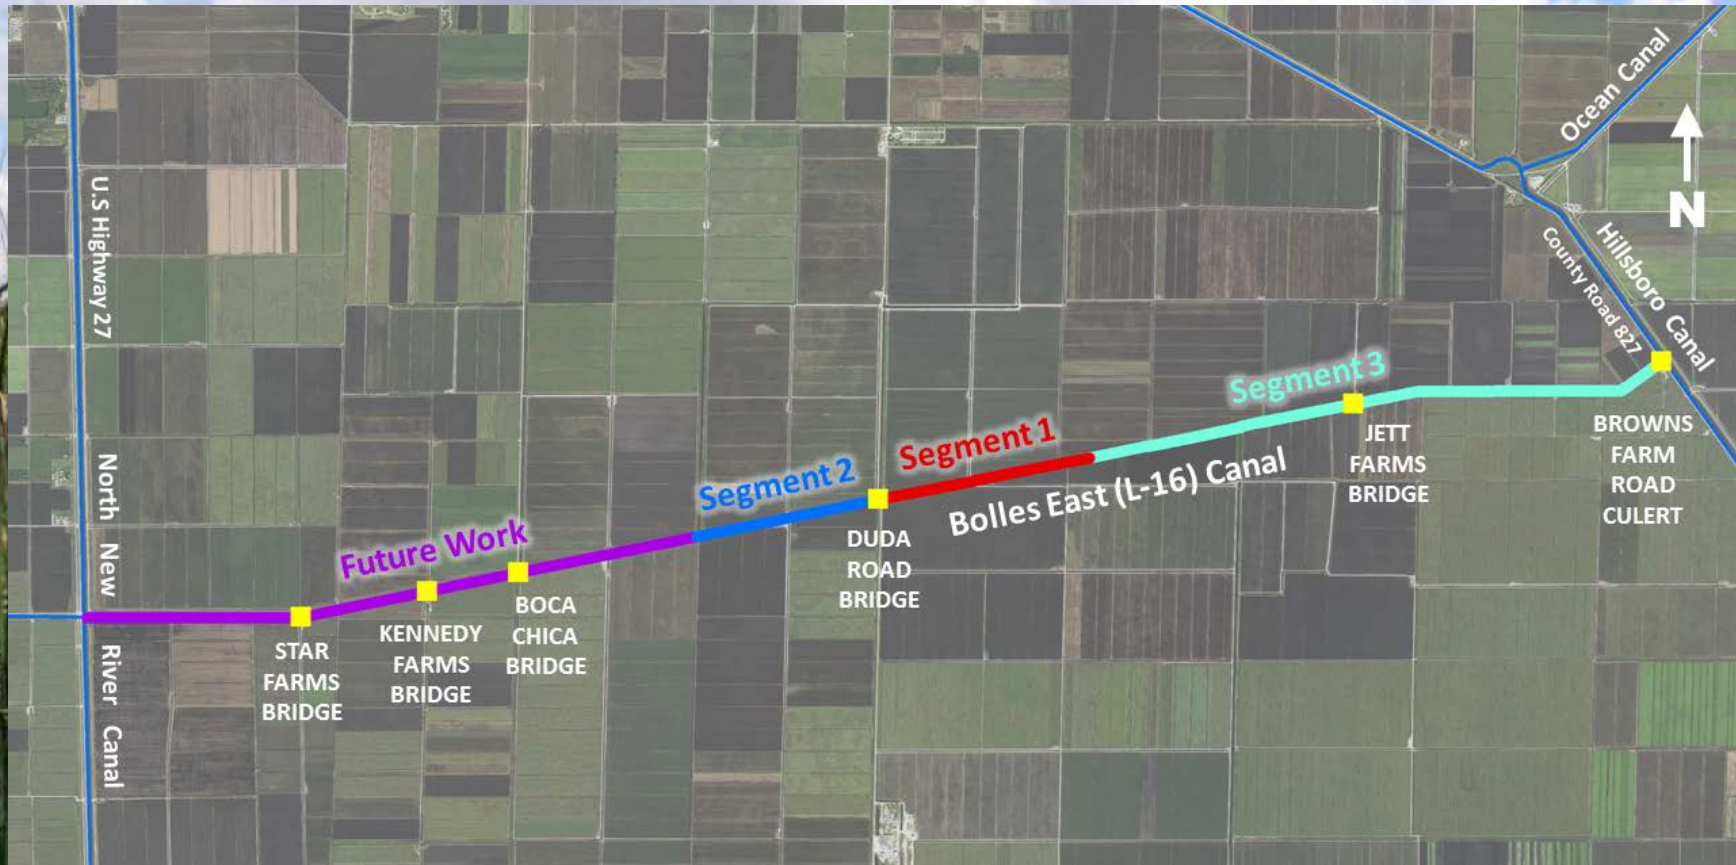 Ocean Canal
N
U.S Highway 27
Hillsboro Canal
County Road 827
Segment 3
Segment 1
Segment 2
Bolles East (L-16) Canal
Future Work
North New River Canal
JETT
FARMS
BRIDGE
BROWNS
FARM
ROAD
CULERT
DUDA
ROAD
BRIDGE
BOCA
CHICA
BRIDGE
KENNEDY
FARMS
BRIDGE
STAR
FARMS
BRIDGE